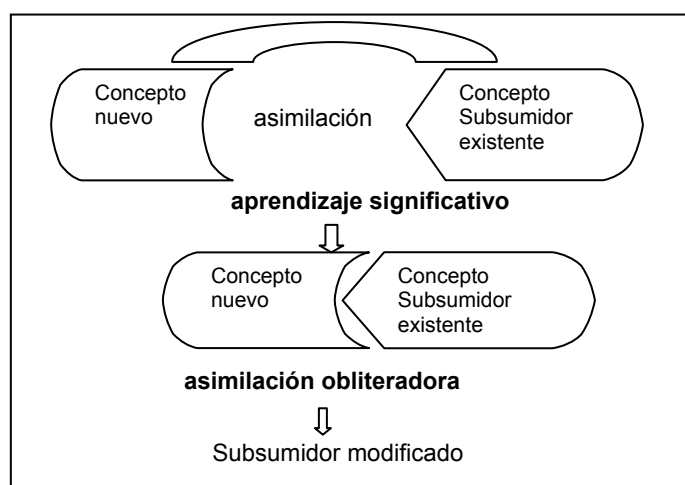 Concepto
nuevo
asimilación
Concepto
Subsumidor
existente
aprendizaje significativo
Concepto
nuevo
Concepto
Subsumidor
existente
asimilación obliteradora
Subsumidor modificado